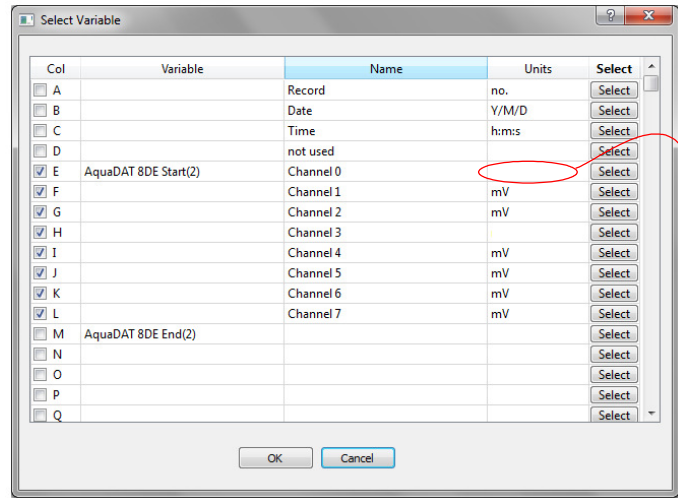 Select Variable
Col Variable Name Units Select
A Record no. Select
B Date Y/M/D Select
C Time h:m:s Select
D not used Select
E AquaDAT 8DE Start(2) Channel 0 Select
F Channel 1 mV Select
G Channel 2 mV Select
H Channel 3 Select
I Channel 4 mV Select
J Channel 5 mV Select
K Channel 6 mV Select
L Channel 7 mV Select
M AquaDAT 8DE End(2) Select
N Select
O Select
P Select
Q Select
OK Cancel